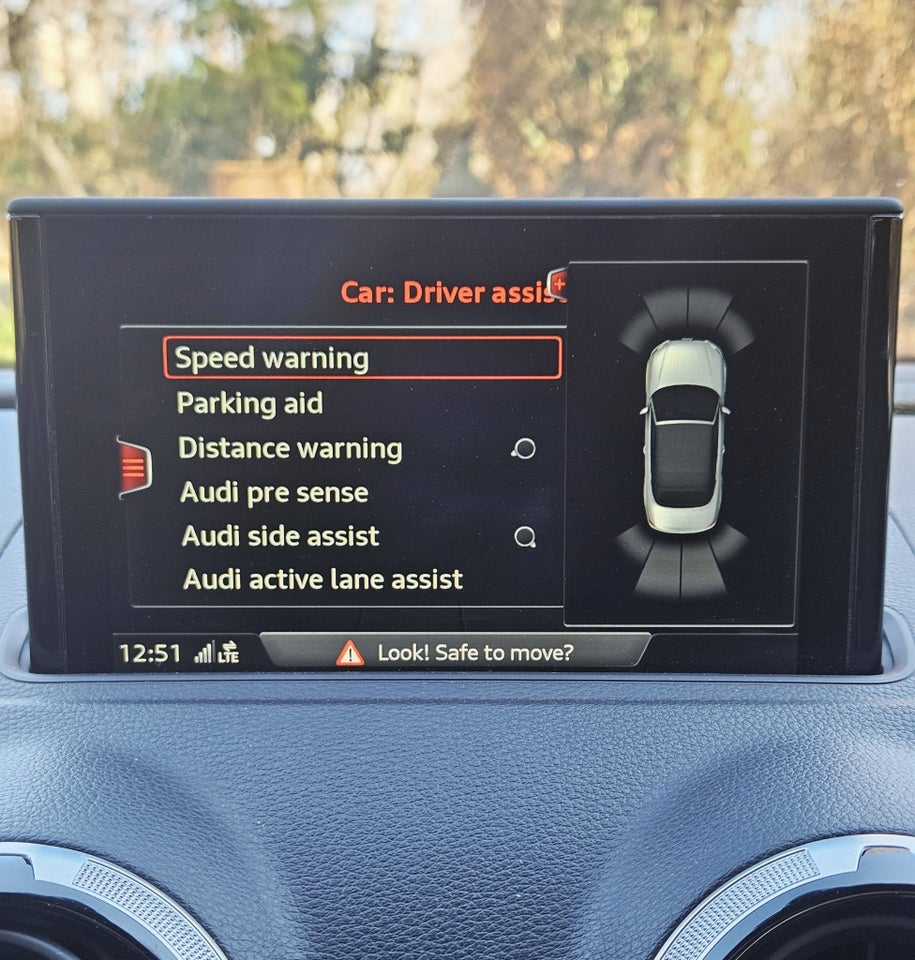 Car: Driver assis
Speed warning
Parking aid
Distance warning
Audi pre sense
Audi side assist
Audi active lane assist
12:51 LTE
Look! Safe to move?